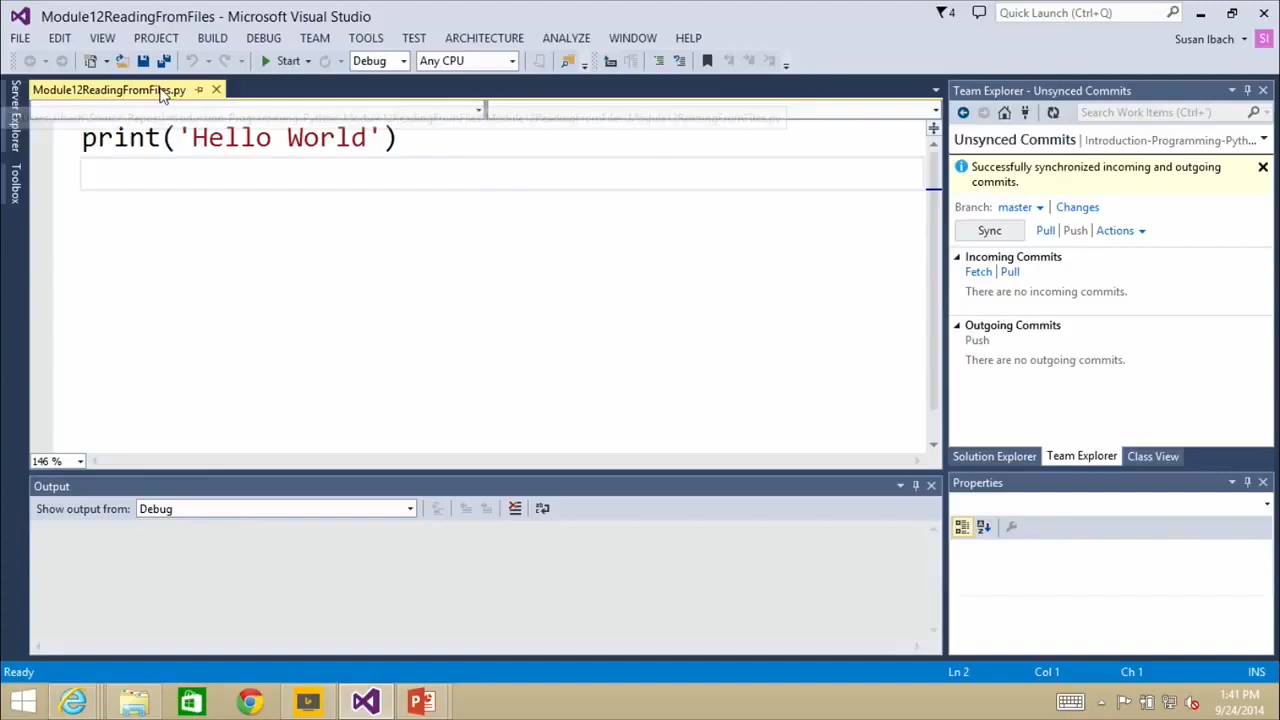 Module12ReadingFromFiles - Microsoft Visual Studio
4
Quick Launch (Ctrl+Q)
FILE EDIT VIEW PROJECT BUILD DEBUG TEAM TOOLS TEST ARCHITECTURE ANALYZE WINDOW HELP
Susan Ibach
SI
Start
Debug
Any CPU
Server Explorer
Toolbox
Module12ReadingFromFiles.py
print('Hello World')
146 %
Output
Show output from: Debug
Team Explorer - Unsynced Commits
Search Work Items (Ctrl+')
Unsynced Commits | Introduction-Programming-Pyth...
Successfully synchronized incoming and outgoing
commits.
Branch: master | Changes
Sync Pull | Push | Actions
Incoming Commits
Fetch | Pull
There are no incoming commits.
Outgoing Commits
Push
There are no outgoing commits.
Solution Explorer Team Explorer Class View
Properties
Ready
Ln 2 Col 1 Ch 1 INS
1:41 PM
9/24/2014